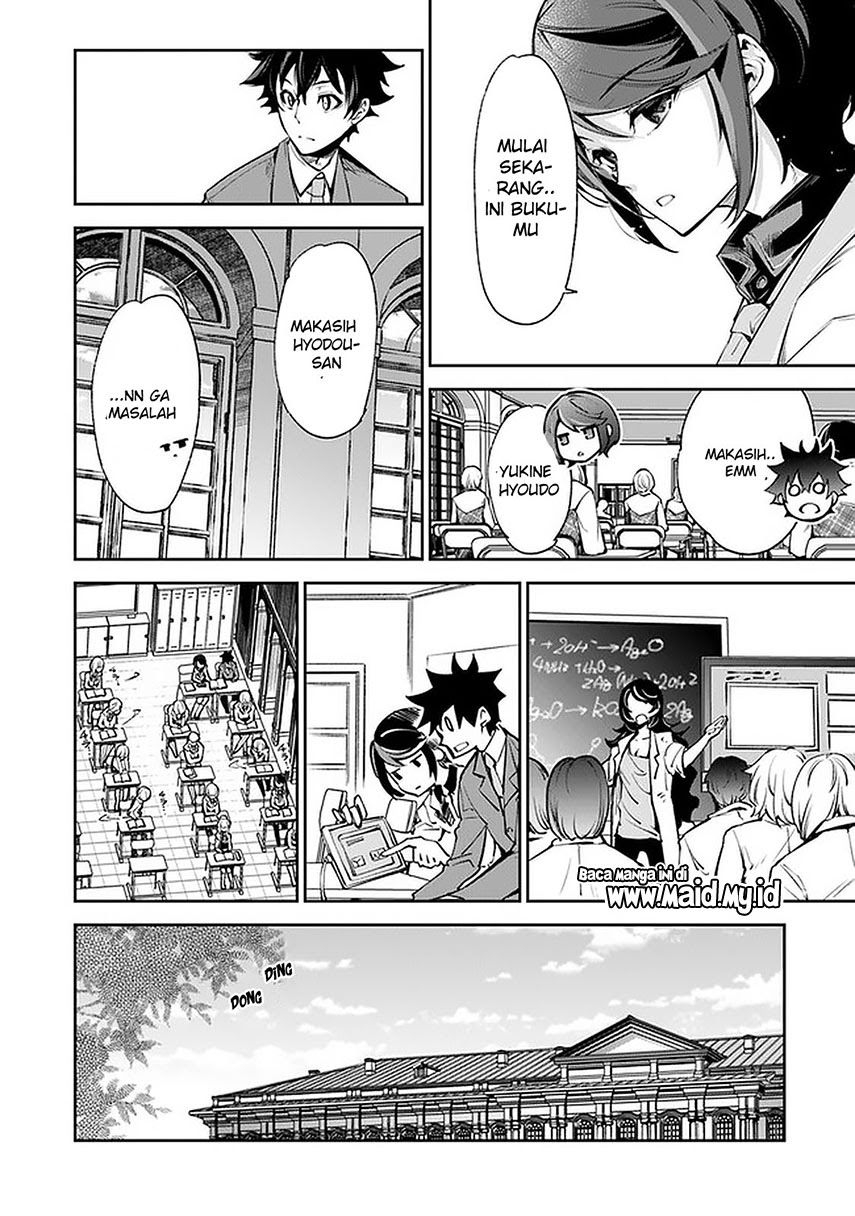 MULAI
SEKA-
RANG..
INI BUKU-
MU
MAKASIH..
EMM
YUKINE
HYOUDO
MAKASIH
HYODOU-
SAN
...NN GA
MASALAH
Baca Manga ini di
www.Maid.My.id
DING
DONG